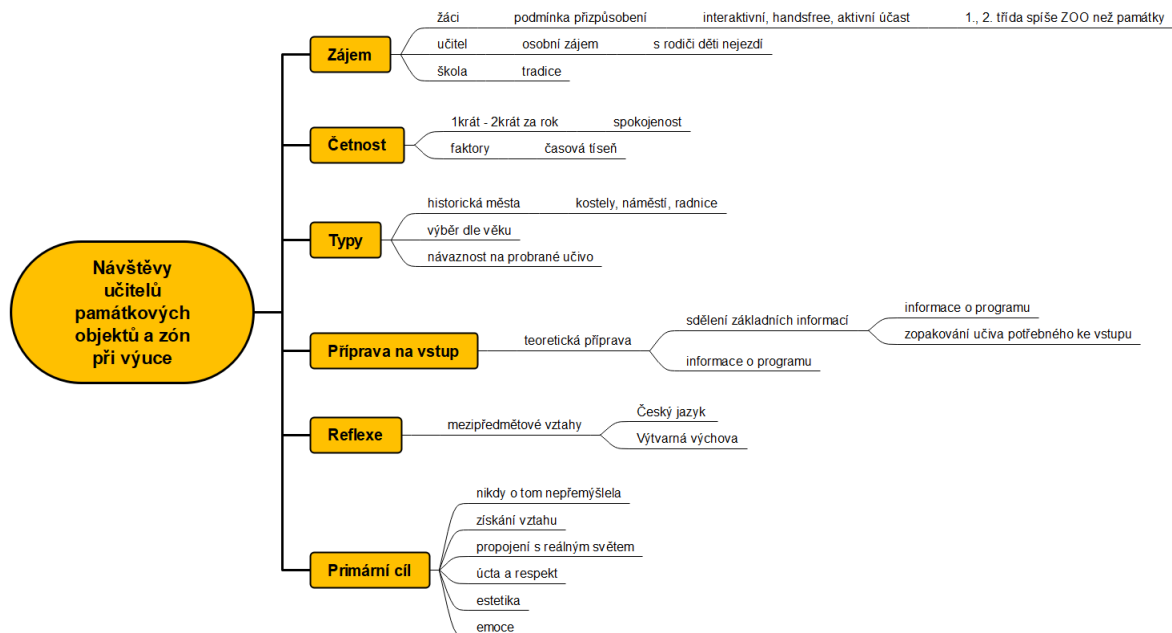 Návštěvy
učitelů
památkových
objektů a zón
při výuce
Zájem
žáci
podmínka přizpůsobení
interaktivní, handsfree, aktivní účast
1., 2. třída spíše ZOO než památky
učitel
osobní zájem
s rodiči děti nejezdí
škola
tradice
Četnost
1krát - 2krát za rok
spokojenost
faktory
časová tíseň
Typy
historická města
kostely, náměstí, radnice
výběr dle věku
návaznost na probrané učivo
Příprava na vstup
teoretická příprava
sdělení základních informací
informace o programu
zopakování učiva potřebného ke vstupu
informace o programu
Reflexe
mezipředmětové vztahy
Český jazyk
Výtvarná výchova
Primární cíl
nikdy o tom nepřemýšlela
získání vztahu
propojení s reálným světem
úcta a respekt
estetika
emoce